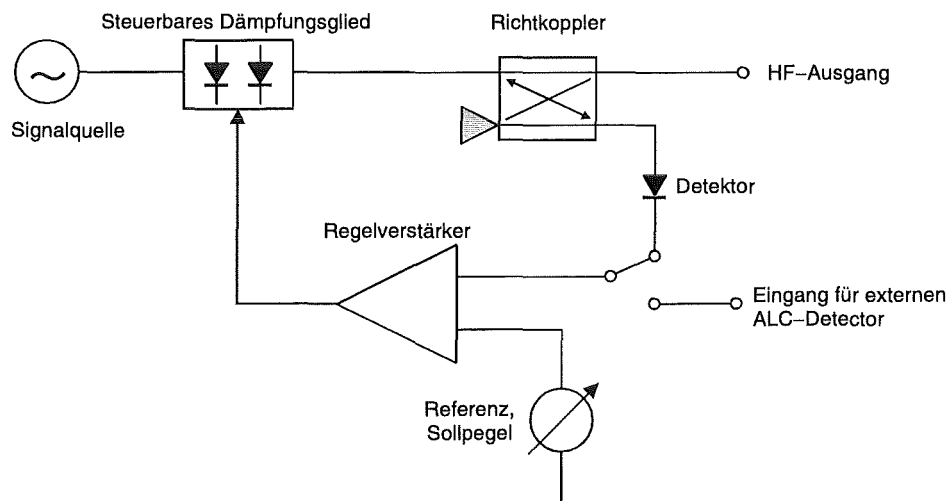 Steuerbares Dämpfungsglied
Richtkoppler
HF–Ausgang
Signalquelle
Detektor
Regelverstärker
Eingang für externen
ALC–Detector
Referenz,
Sollpegel